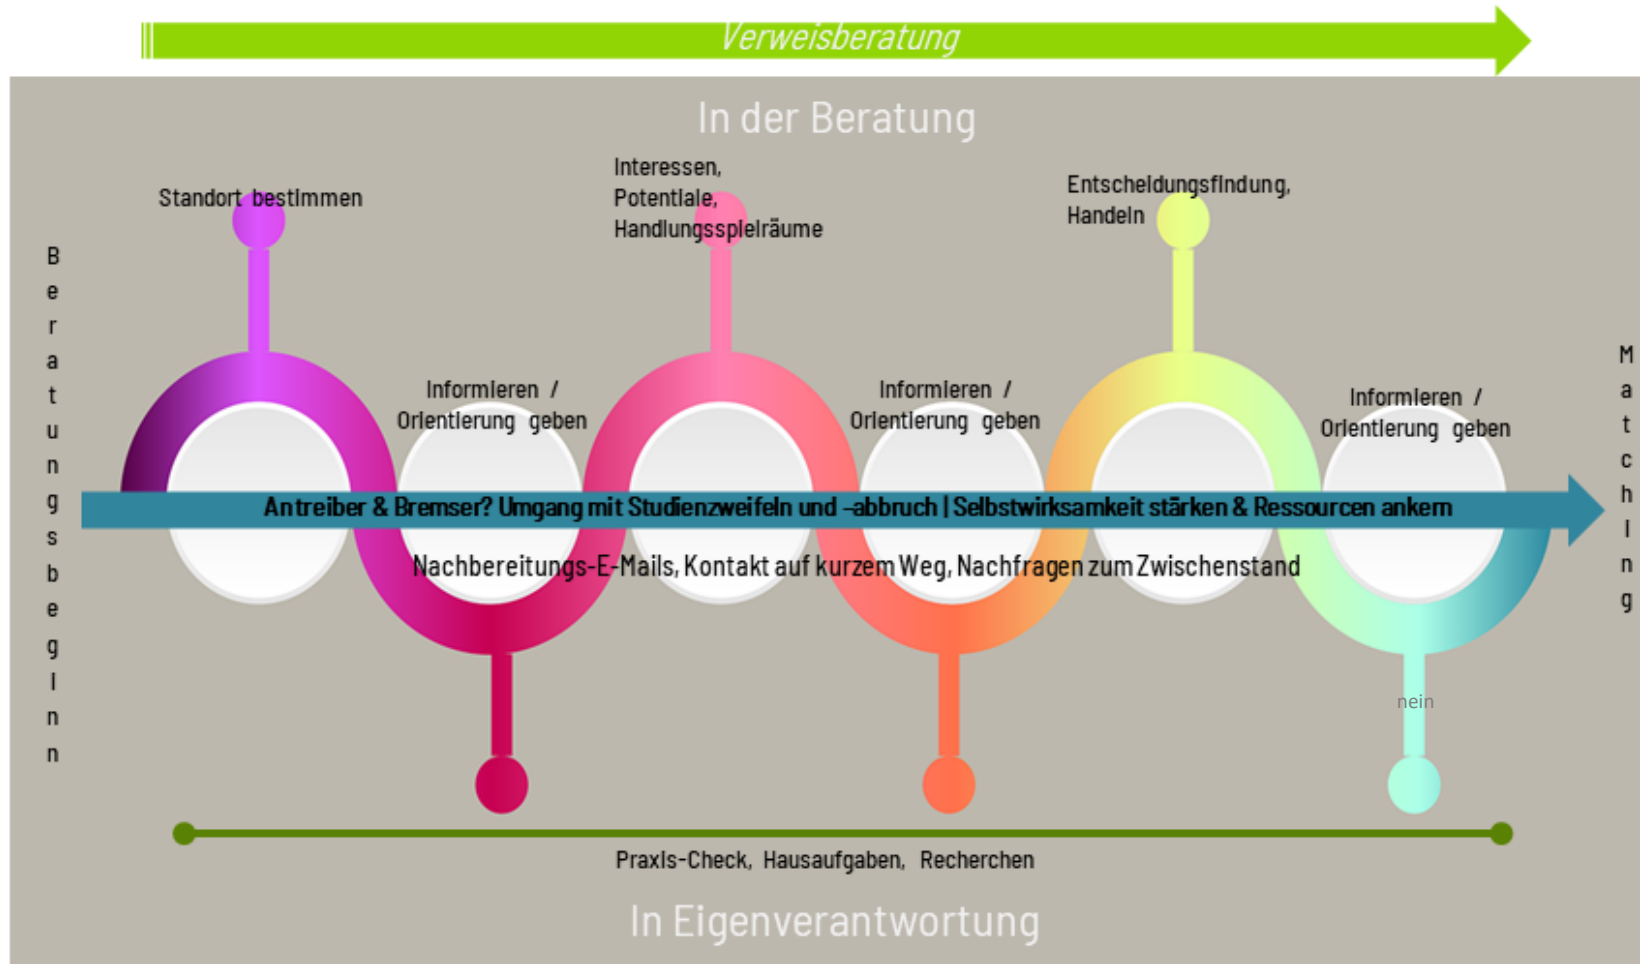 Verweisberatung
In der Beratung
Standort bestimmen
Interessen,
Potentiale,
Handlungsspielräume
Entscheidungsfindung,
Handeln
Beratungsbeginn
Informieren /
Orientierung geben
Informieren /
Orientierung geben
Informieren /
Orientierung geben
Matching
Antreiber & Bremser? Umgang mit Studienzweifeln und –abbruch | Selbstwirksamkeit stärken & Ressourcen ankern
Nachbereitungs-E-Mails, Kontakt auf kurzem Weg, Nachfragen zum Zwischenstand
nein
Praxis-Check, Hausaufgaben, Recherchen
In Eigenverantwortung